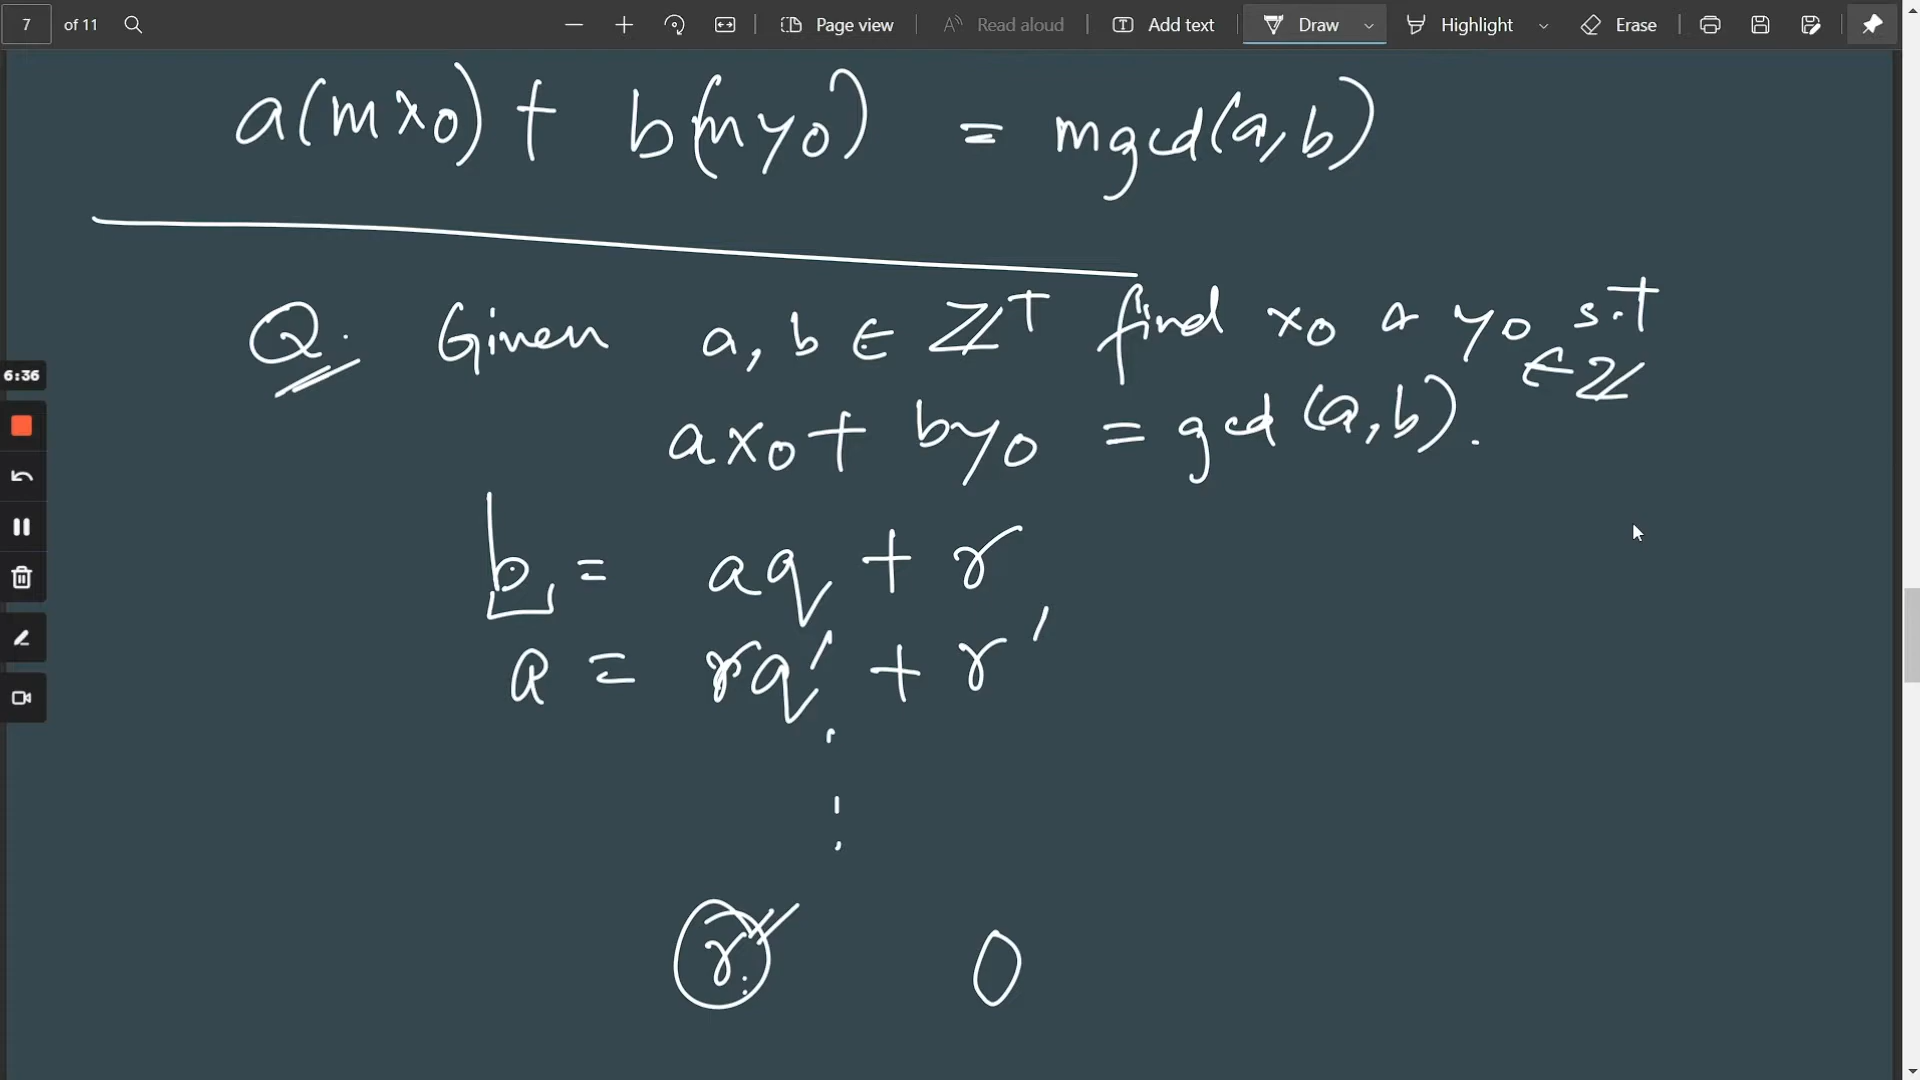 7 of 11 Page view Read aloud Add text Draw Highlight Erase
a(mx₀) + b(my₀) = mgcd(a,b)
Q. Given a, b ∈ ℤ⁺ find x₀ & y₀ s.t
∈ ℤ
6:36
ax₀ + by₀ = gcd(a,b).
b = aq + r
a = rq' + r'
⋮
r'' 0